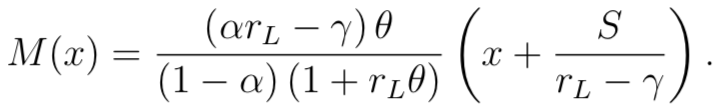 M(x) = \frac{(\alpha r_L - \gamma)\theta}{(1 - \alpha)(1 + r_L\theta)} \left(x + \frac{S}{r_L - \gamma}\right).